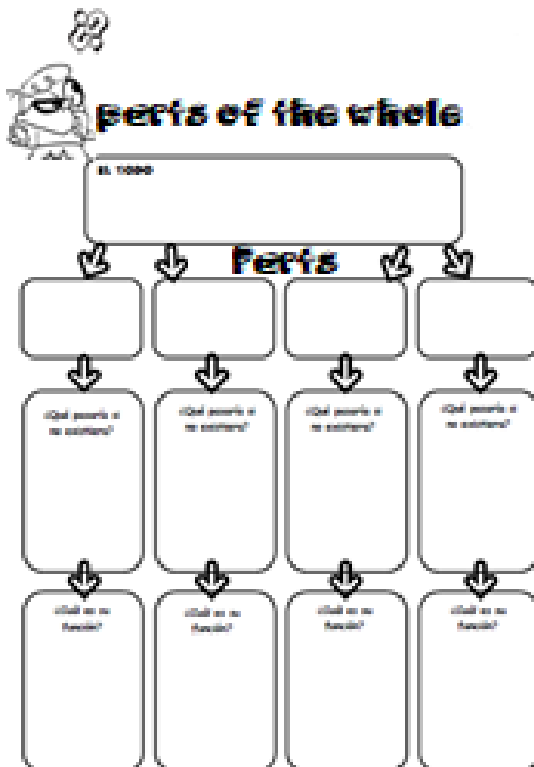 ¿?
parts of the whole
EL TODO
Parts
¿Qué pasaría si
no existiera?
¿Qué pasaría si
no existiera?
¿Qué pasaría si
no existiera?
¿Qué pasaría si
no existiera?
¿Cuál es su
función?
¿Cuál es su
función?
¿Cuál es su
función?
¿Cuál es su
función?